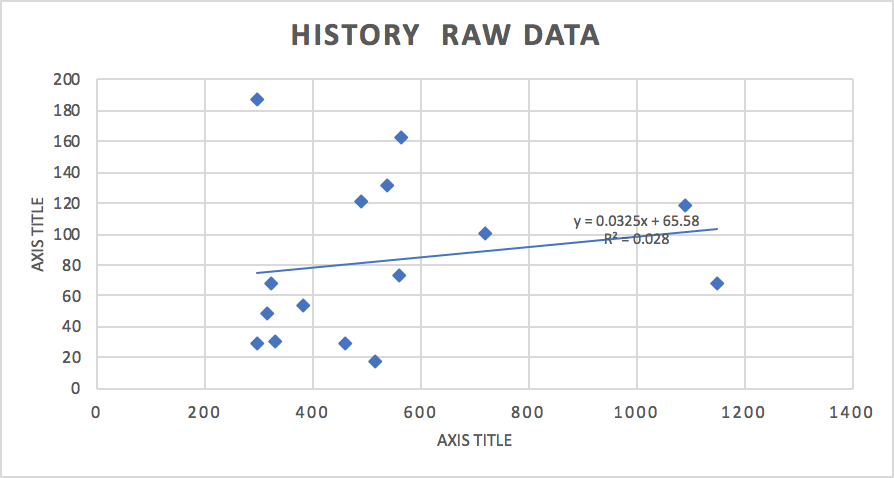 HISTORY RAW DATA
200
180
160
140
120
100
80
60
40
20
0
AXIS TITLE
y = 0.0325x + 65.58
R² = 0.028
0 200 400 600 800 1000 1200 1400
AXIS TITLE